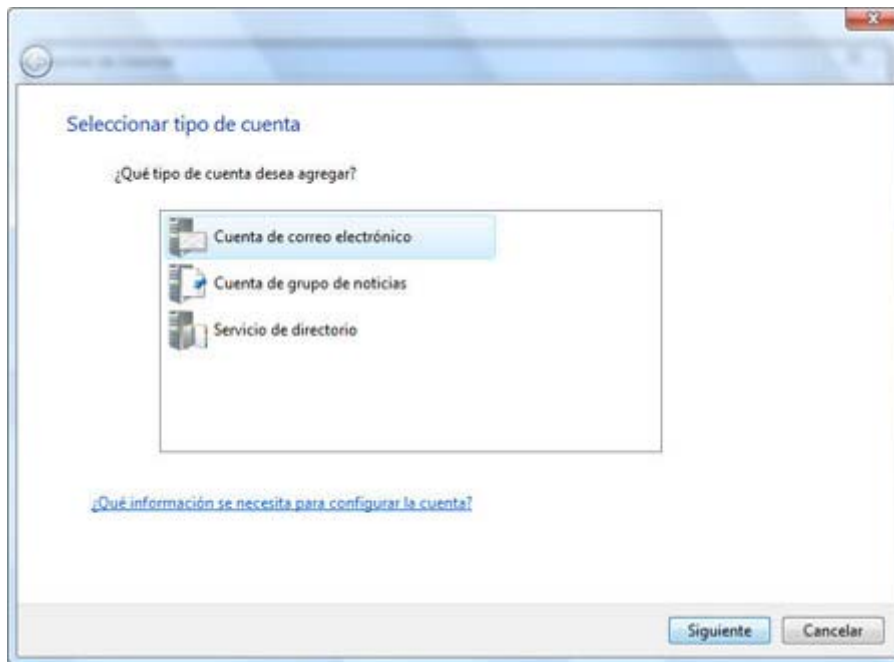 Seleccionar tipo de cuenta
¿Qué tipo de cuenta desea agregar?
Cuenta de correo electrónico
Cuenta de grupo de noticias
Servicio de directorio
¿Qué información se necesita para configurar la cuenta?
Siguiente
Cancelar